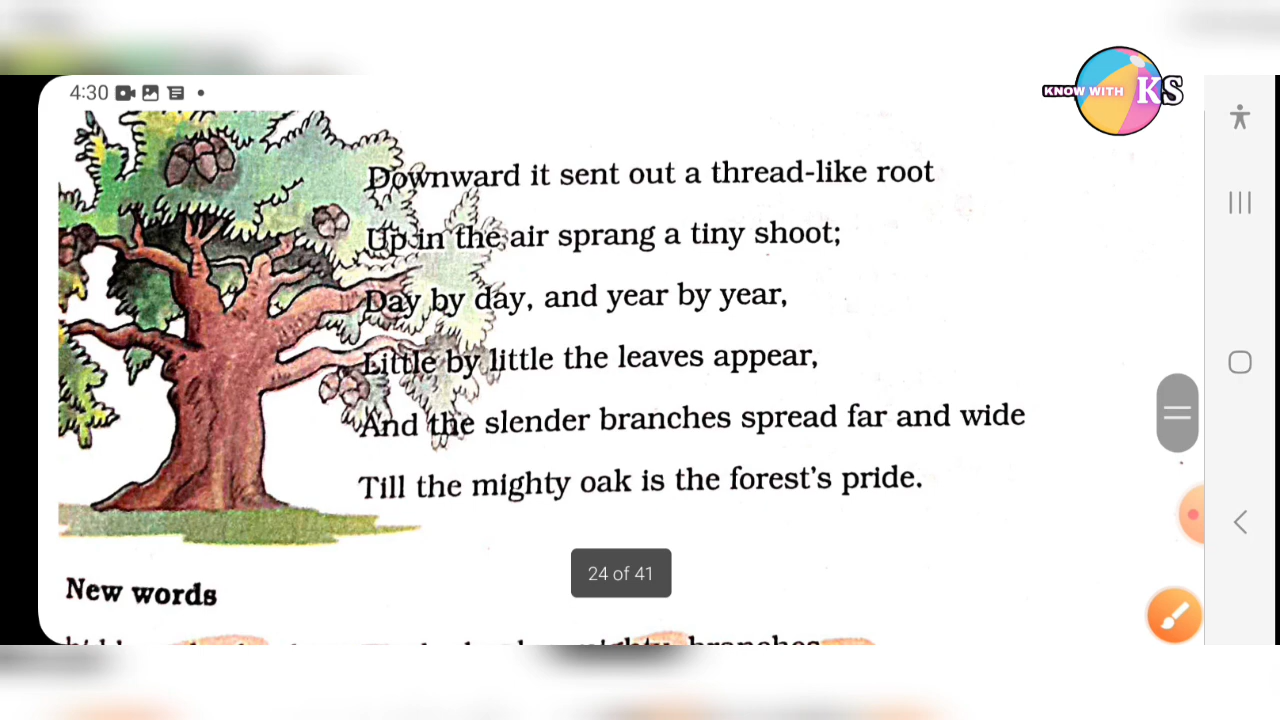 KNOW WITH KS
4:30
Downward it sent out a thread-like root
Up in the air sprang a tiny shoot;
Day by day, and year by year,
Little by little the leaves appear,
And the slender branches spread far and wide
Till the mighty oak is the forest's pride.
24 of 41
New words
mighty branches